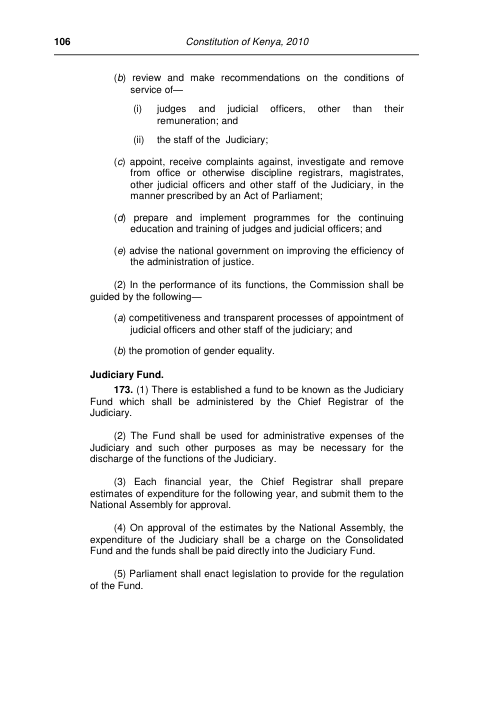 106
Constitution of Kenya, 2010
(b) review and make recommendations on the conditions of
service of—
(i) judges and judicial officers, other than their
remuneration; and
(ii) the staff of the Judiciary;
(c) appoint, receive complaints against, investigate and remove
from office or otherwise discipline registrars, magistrates,
other judicial officers and other staff of the Judiciary, in the
manner prescribed by an Act of Parliament;
(d) prepare and implement programmes for the continuing
education and training of judges and judicial officers; and
(e) advise the national government on improving the efficiency of
the administration of justice.
(2) In the performance of its functions, the Commission shall be
guided by the following—
(a) competitiveness and transparent processes of appointment of
judicial officers and other staff of the judiciary; and
(b) the promotion of gender equality.
Judiciary Fund.
173. (1) There is established a fund to be known as the Judiciary
Fund which shall be administered by the Chief Registrar of the
Judiciary.
(2) The Fund shall be used for administrative expenses of the
Judiciary and such other purposes as may be necessary for the
discharge of the functions of the Judiciary.
(3) Each financial year, the Chief Registrar shall prepare
estimates of expenditure for the following year, and submit them to the
National Assembly for approval.
(4) On approval of the estimates by the National Assembly, the
expenditure of the Judiciary shall be a charge on the Consolidated
Fund and the funds shall be paid directly into the Judiciary Fund.
(5) Parliament shall enact legislation to provide for the regulation
of the Fund.